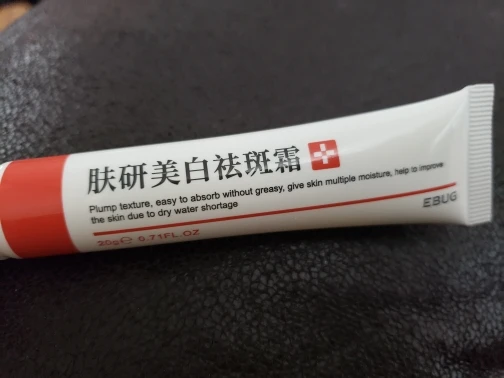 肤研美白祛斑霜
Plump texture, easy to absorb without greasy, give skin multiple moisture, help to improve
the skin due to dry water shortage
20g℮ 0.71FL.OZ
EBUG